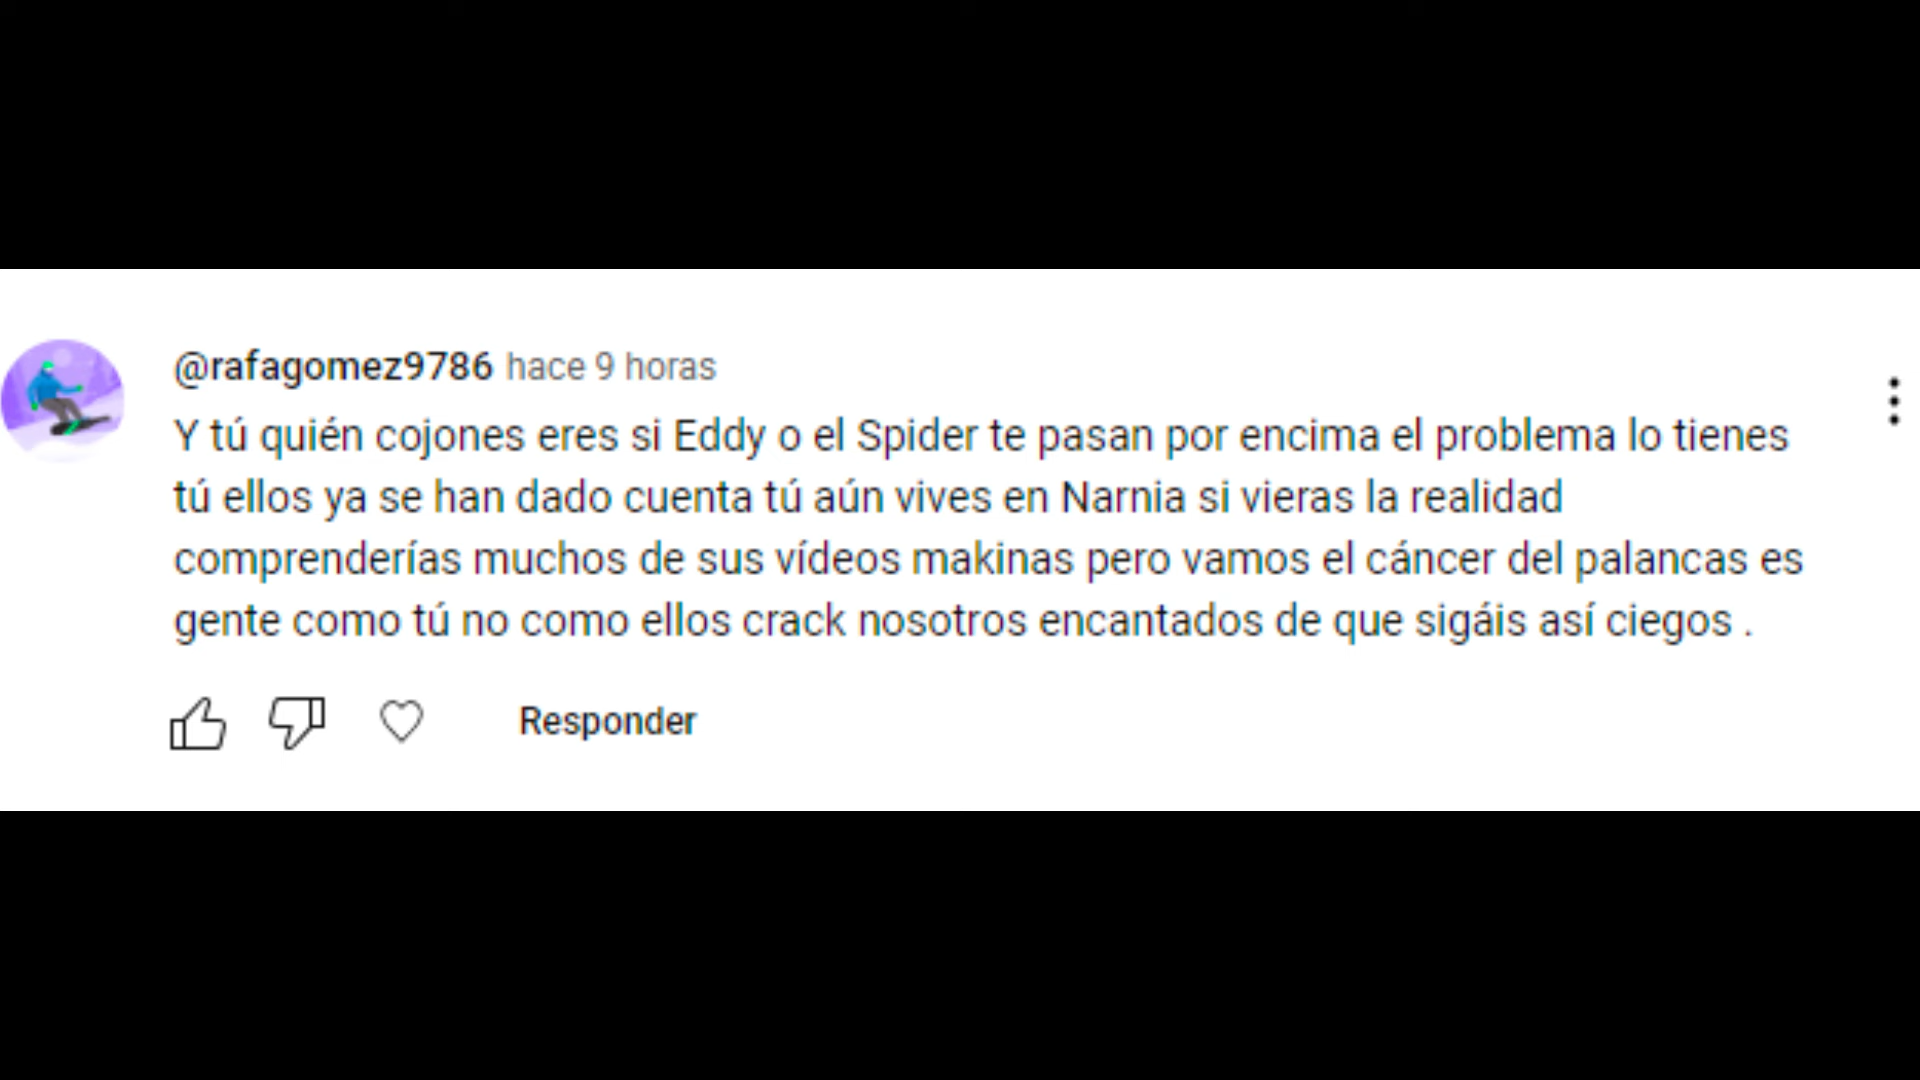 @rafagomez9786 hace 9 horas
Y tú quién cojones eres si Eddy o el Spider te pasan por encima el problema lo tienes
tú ellos ya se han dado cuenta tú aún vives en Narnia si vieras la realidad
comprenderías muchos de sus vídeos makinas pero vamos el cáncer del palancas es
gente como tú no como ellos crack nosotros encantados de que sigáis así ciegos .
Responder